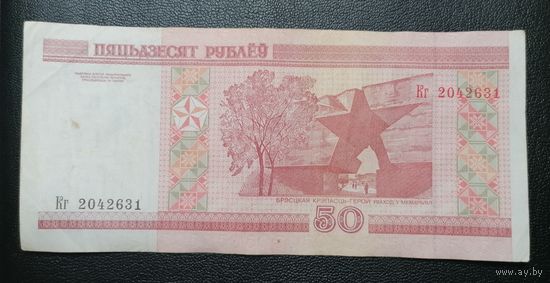 ПЯЦЬДЗЕСЯТ РУБЛЁЎ
Кг 2042631
Кг 2042631
БРЭСЦКАЯ КРЭПАСЦЬ-ГЕРОЙ УВАХОД У МЕМАРЫЯЛ
50
www.ay.by